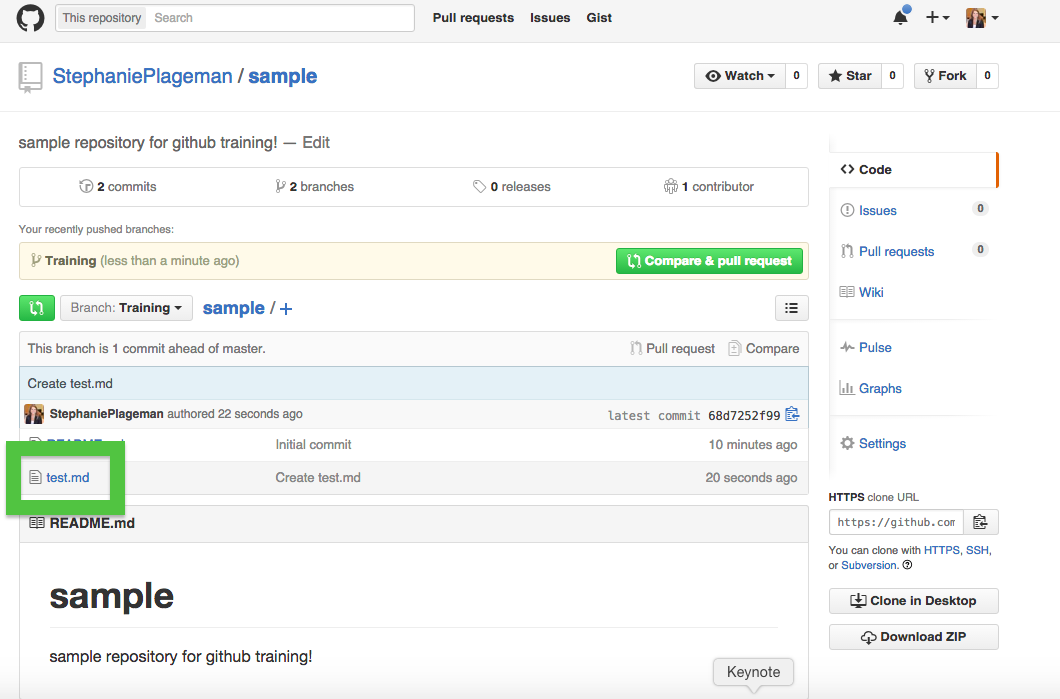 This repository Search Pull requests Issues Gist
StephaniePlageman / sample Watch 0 Star 0 Fork 0
sample repository for github training! — Edit
2 commits 2 branches 0 releases 1 contributor
Your recently pushed branches:
Training (less than a minute ago) Compare & pull request
Branch: Training sample / +
This branch is 1 commit ahead of master. Pull request Compare
Create test.md
StephaniePlageman authored 22 seconds ago latest commit 68d7252f99
Initial commit 10 minutes ago
test.md Create test.md 20 seconds ago
README.md
sample
sample repository for github training!
Keynote
Code
Issues 0
Pull requests 0
Wiki
Pulse
Graphs
Settings
HTTPS clone URL
https://github.com
You can clone with HTTPS, SSH,
or Subversion.
Clone in Desktop
Download ZIP